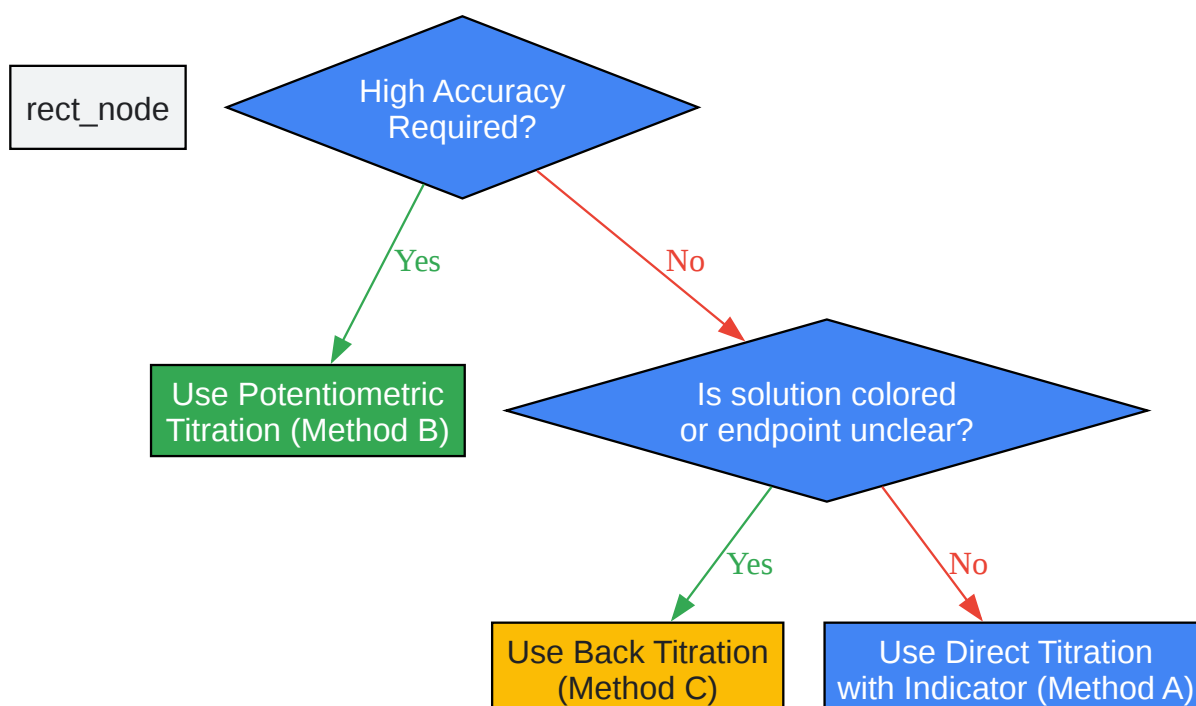 rect_node
High Accuracy
Required?
Yes
No
Use Potentiometric
Titration (Method B)
Is solution colored
or endpoint unclear?
Yes
No
Use Back Titration
(Method C)
Use Direct Titration
with Indicator (Method A)